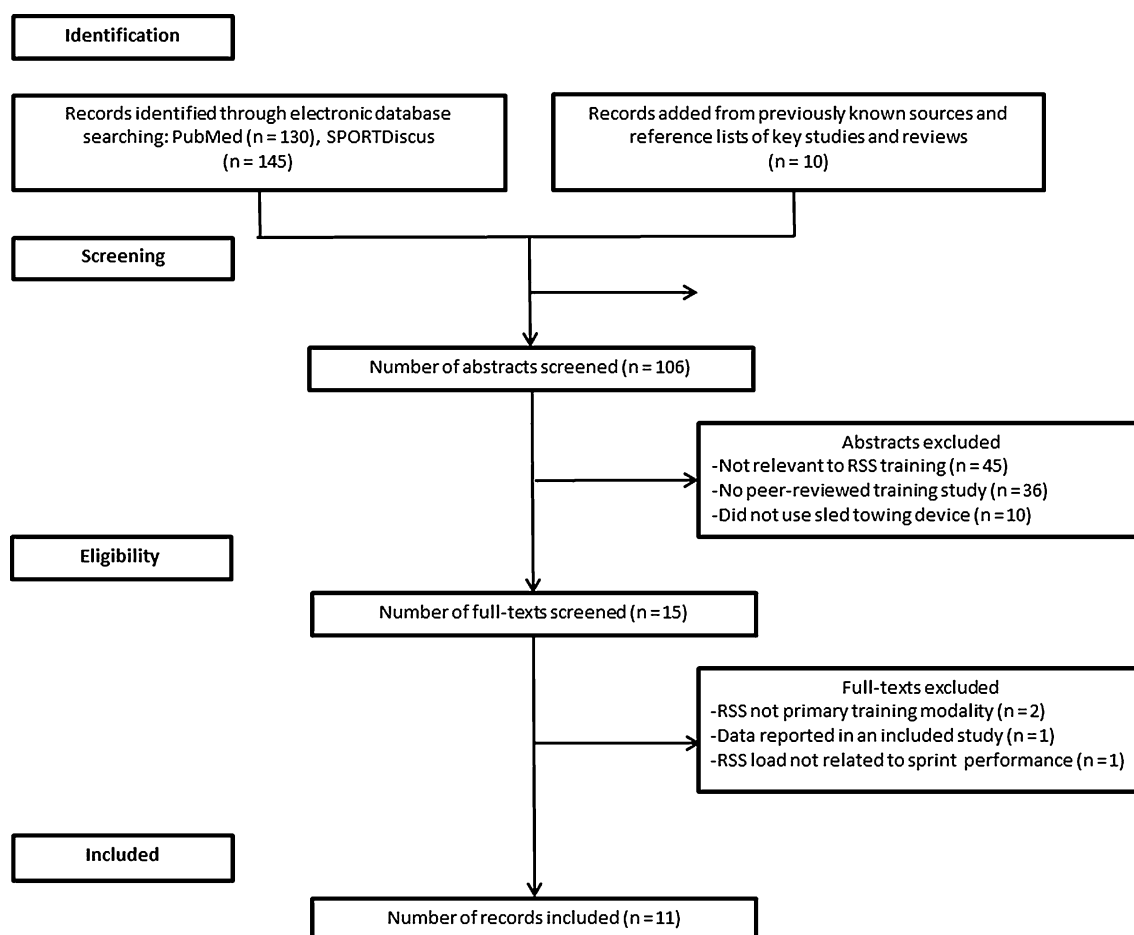 Identification
Records identified through electronic database
searching: PubMed (n = 130), SPORTDiscus
(n = 145)
Records added from previously known sources and
reference lists of key studies and reviews
(n = 10)
Screening
Number of abstracts screened (n = 106)
Abstracts excluded
-Not relevant to RSS training (n = 45)
-No peer-reviewed training study (n = 36)
-Did not use sled towing device (n = 10)
Eligibility
Number of full-texts screened (n = 15)
Full-texts excluded
-RSS not primary training modality (n = 2)
-Data reported in an included study (n = 1)
-RSS load not related to sprint performance (n = 1)
Included
Number of records included (n = 11)